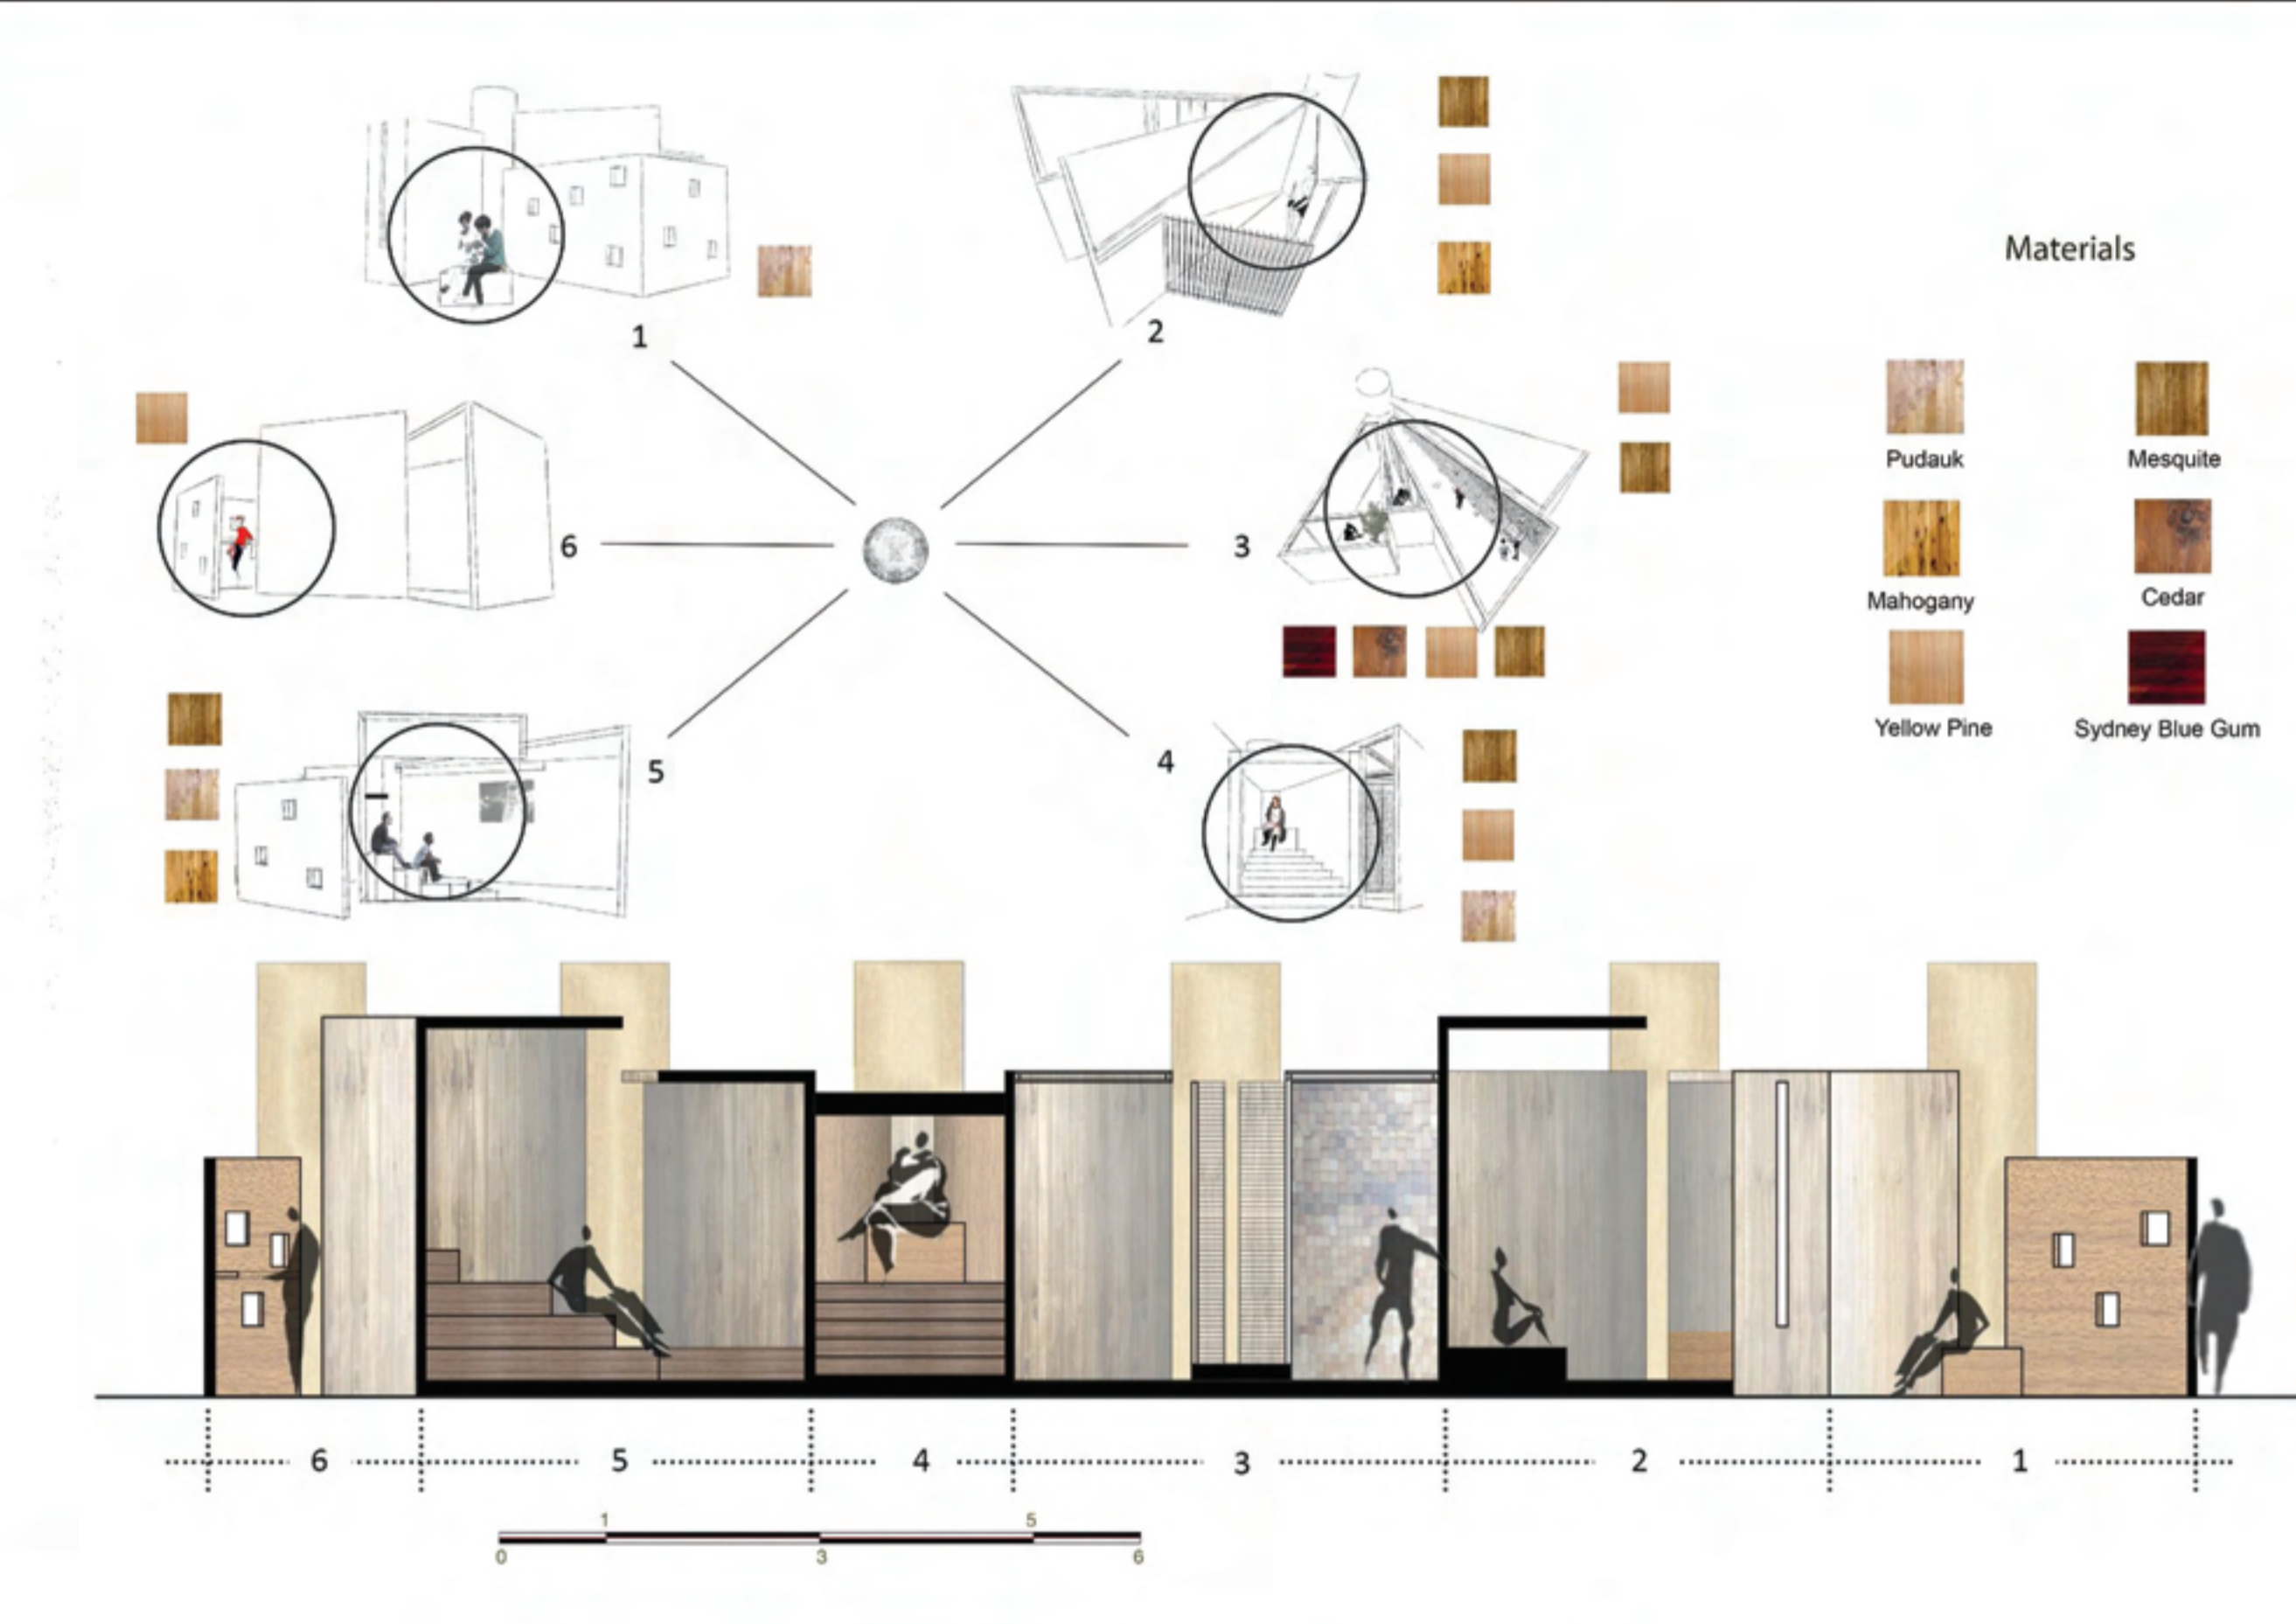 1
2
Materials
Pudauk
Mesquite
6
3
Mahogany
Cedar
Yellow Pine
Sydney Blue Gum
5
4
6 5 4 3 2 1
1 5
0 3 6